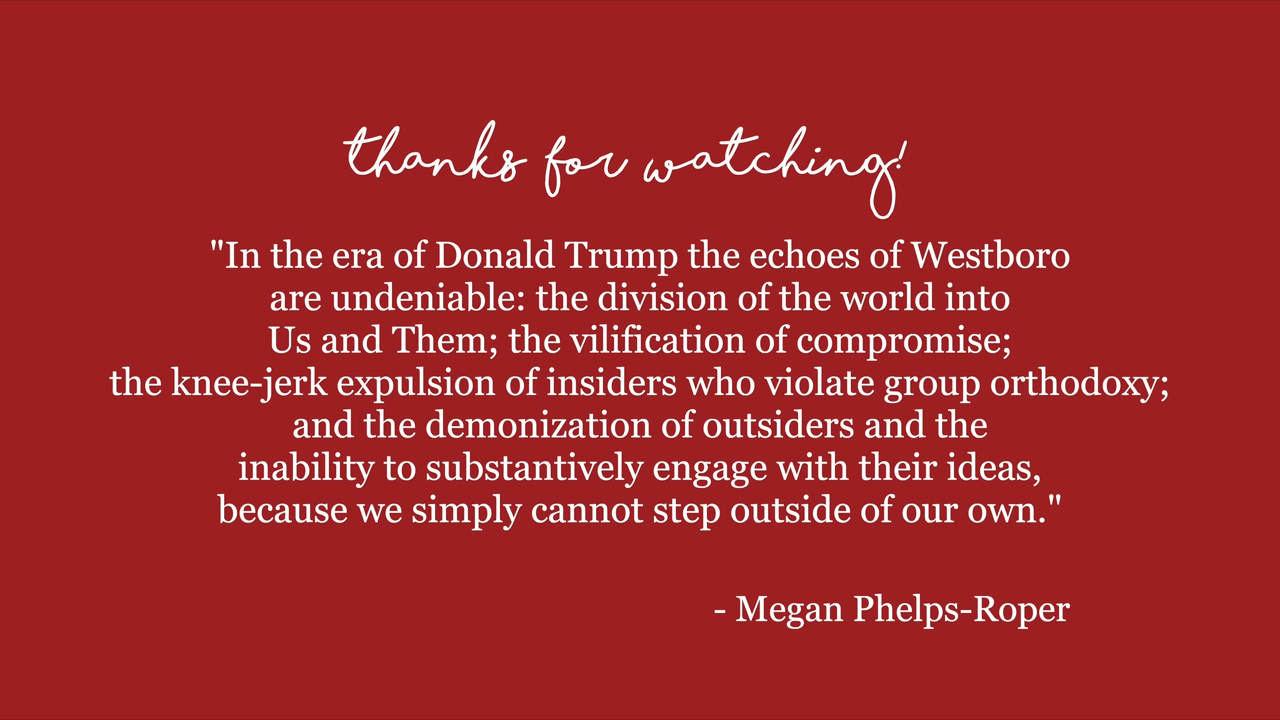 thanks for watching!
"In the era of Donald Trump the echoes of Westboro
are undeniable: the division of the world into
Us and Them; the vilification of compromise;
the knee-jerk expulsion of insiders who violate group orthodoxy;
and the demonization of outsiders and the
inability to substantively engage with their ideas,
because we simply cannot step outside of our own."
- Megan Phelps-Roper